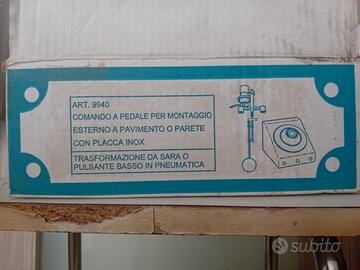 ART. 9940
COMANDO A PEDALE PER MONTAGGIO
ESTERNO A PAVIMENTO O PARETE
CON PLACCA INOX
TRASFORMAZIONE DA SARA O
PULSANTE BASSO IN PNEUMATICA
subito